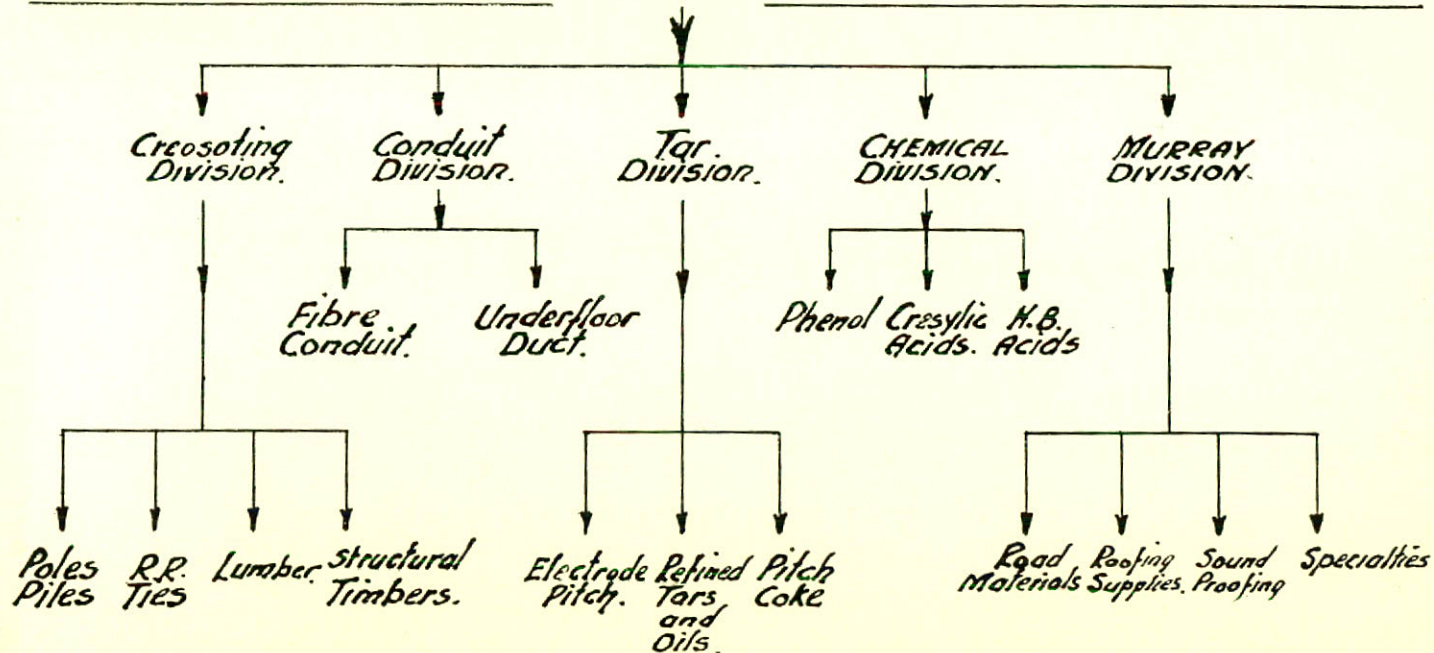 Creosoting
Division.
Conduit
Division.
Tar.
Division.
CHEMICAL
DIVISION.
MURRAY
DIVISION.
Fibre
Conduit.
Underfloor
Duct.
Phenol
Cresylic
Acids.
H.B.
Acids
Poles
Piles
R.R.
Ties
Lumber.
Structural
Timbers.
Electrode
Pitch.
Refined
Tars
and
Oils.
Pitch
Coke
Road
Materials
Roofing
Supplies.
Sound
Proofing
Specialties